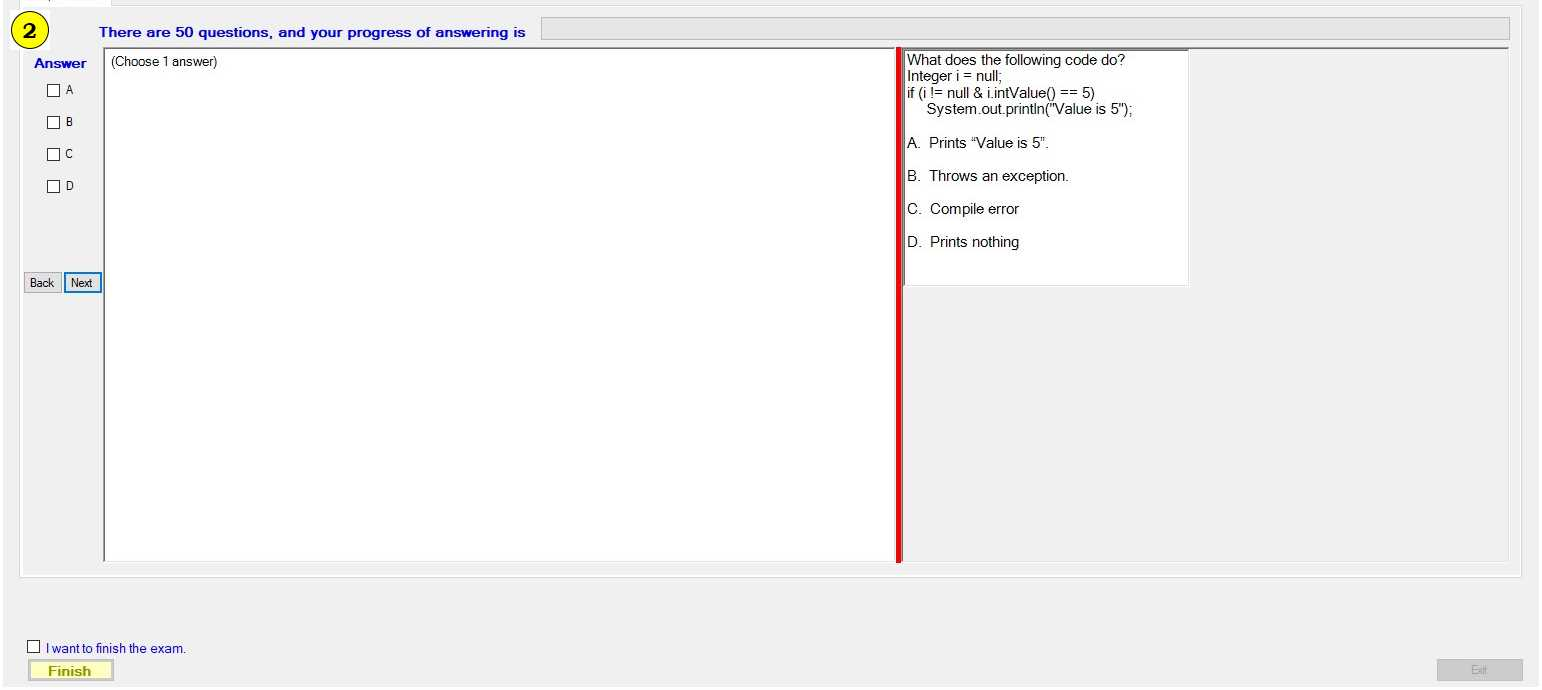 2
There are 50 questions, and your progress of answering is
Answer
(Choose 1 answer)
A
B
C
D
Back
Next
What does the following code do?
Integer i = null;
if (i != null & i.intValue() == 5)
System.out.println("Value is 5");
A. Prints “Value is 5”.
B. Throws an exception.
C. Compile error
D. Prints nothing
I want to finish the exam.
Finish
Exit